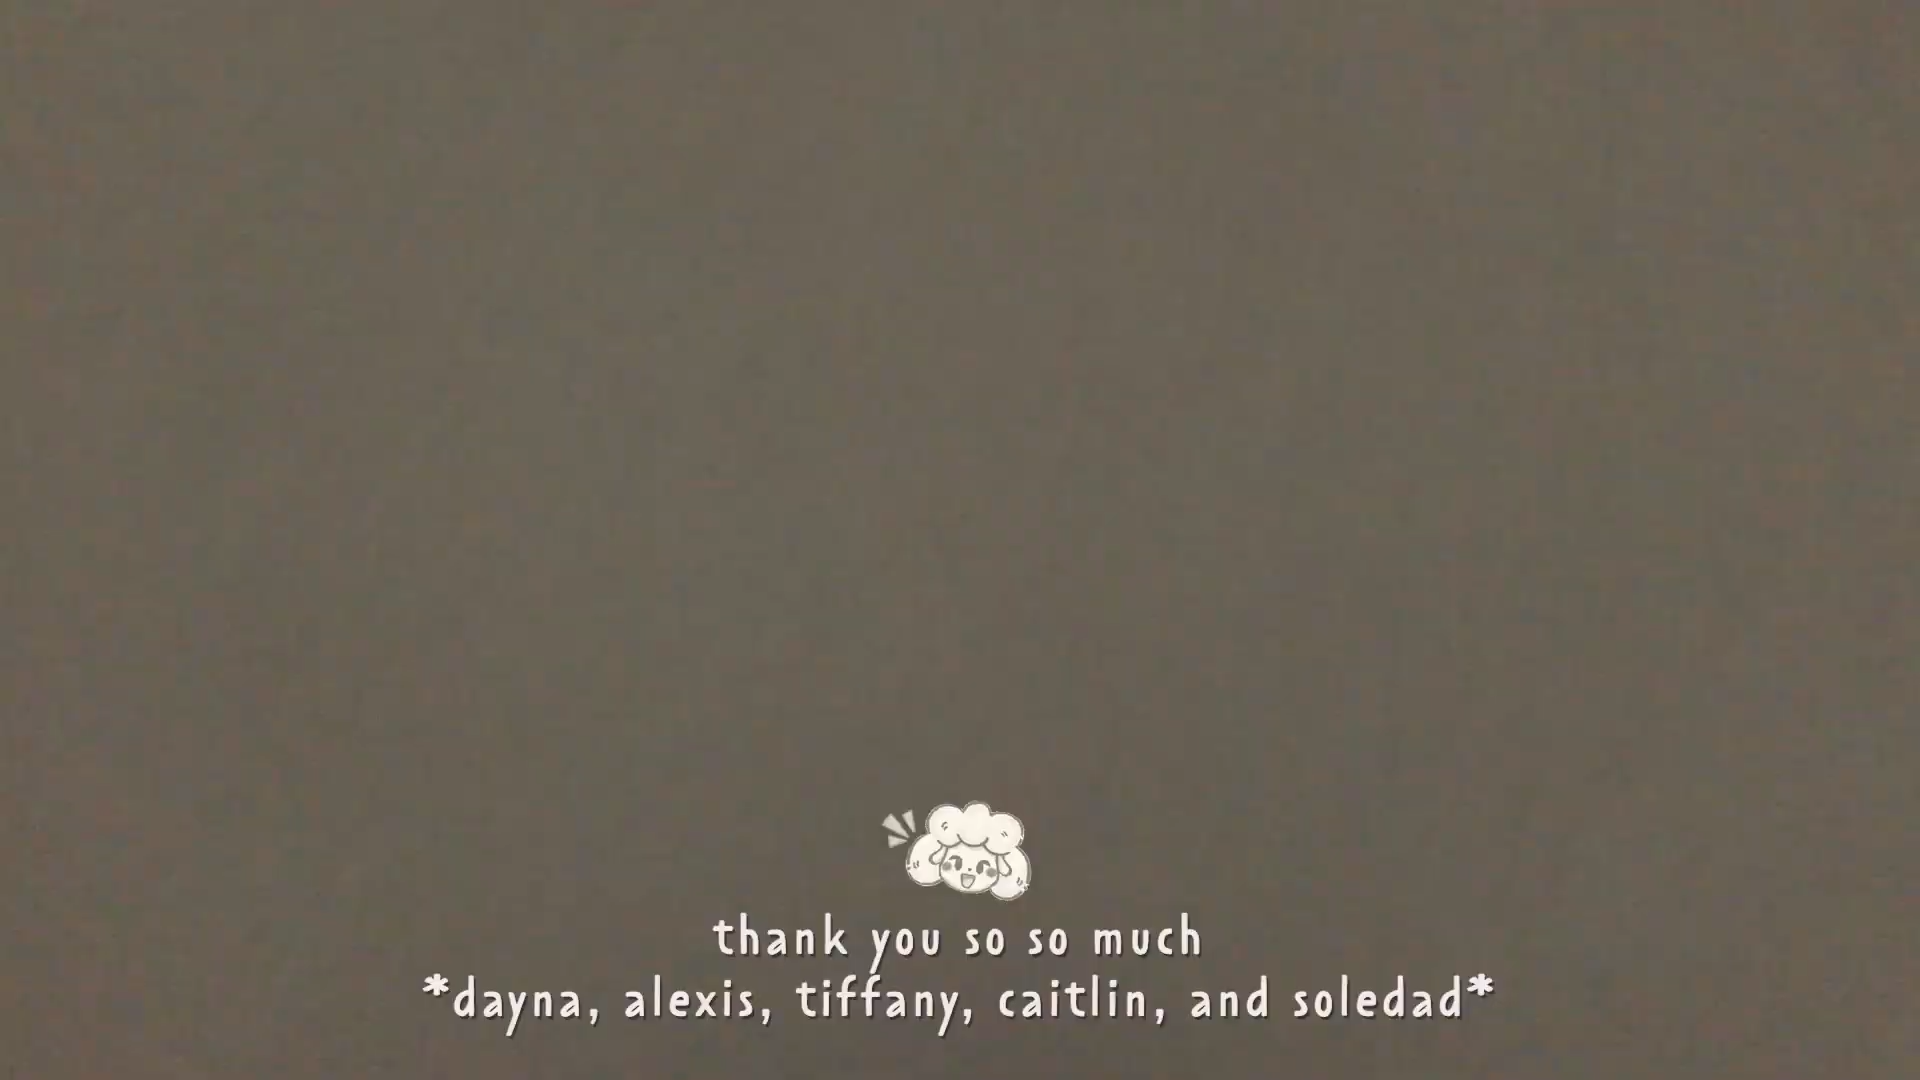 thank you so so much
*dayna, alexis, tiffany, caitlin, and soledad*